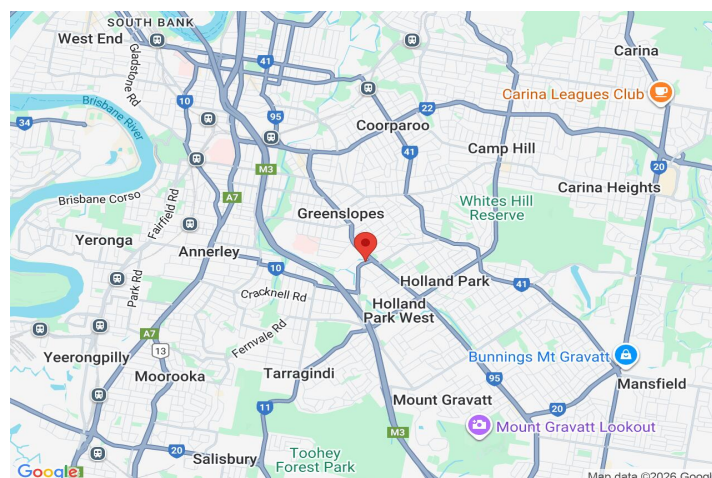 SOUTH BANK
West End
Gladstone Rd
Carina
41
Carina Leagues Club
10
Brisbane River
95
22
34
Coorparoo
41
Camp Hill
20
M3
A7
Carina Heights
Brisbane Corso
Whites Hill
Reserve
Fairfield Rd
Greenslopes
Yeronga
Annerley
10
Park Rd
Holland Park
41
Cracknell Rd
Holland
Park West
Fernvale Rd
A7
13
Yeerongpilly
Bunnings Mt Gravatt
Moorooka
Tarragindi
95
Mansfield
Mount Gravatt
20
11
M3
Mount Gravatt Lookout
20
Salisbury
Toohey
Forest Park
Google
Map data ©2026 Googl